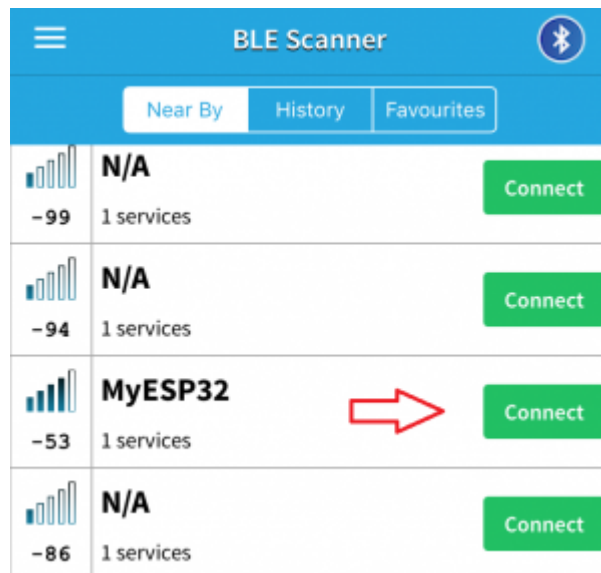 BLE Scanner
Near By History Favourites
N/A
Connect
-99 1 services
N/A
Connect
-94 1 services
MyESP32
Connect
-53 1 services
N/A
Connect
-86 1 services